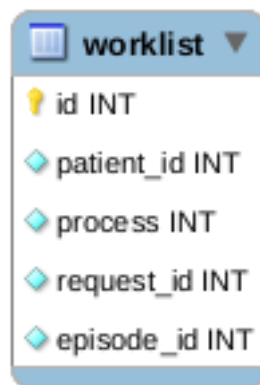 worklist
id INT
patient_id INT
process INT
request_id INT
episode_id INT